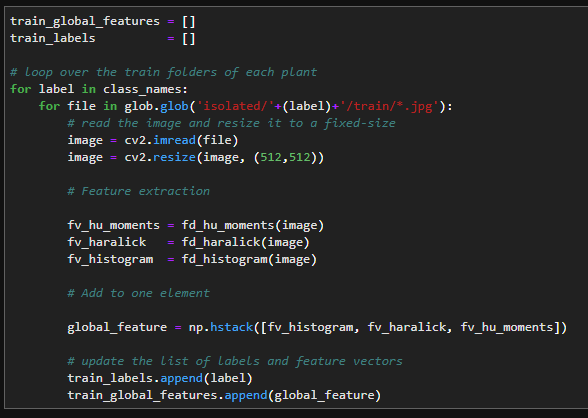 train_global_features = []
train_labels          = []
# loop over the train folders of each plant
for label in class_names:
    for file in glob.glob('isolated/'+(label)+'/train/*.jpg'):
        # read the image and resize it to a fixed-size
        image = cv2.imread(file)
        image = cv2.resize(image, (512,512))
        # Feature extraction
        fv_hu_moments = fd_hu_moments(image)
        fv_haralick   = fd_haralick(image)
        fv_histogram  = fd_histogram(image)
        # Add to one element
        global_feature = np.hstack([fv_histogram, fv_haralick, fv_hu_moments])
        # update the list of labels and feature vectors
        train_labels.append(label)
        train_global_features.append(global_feature)